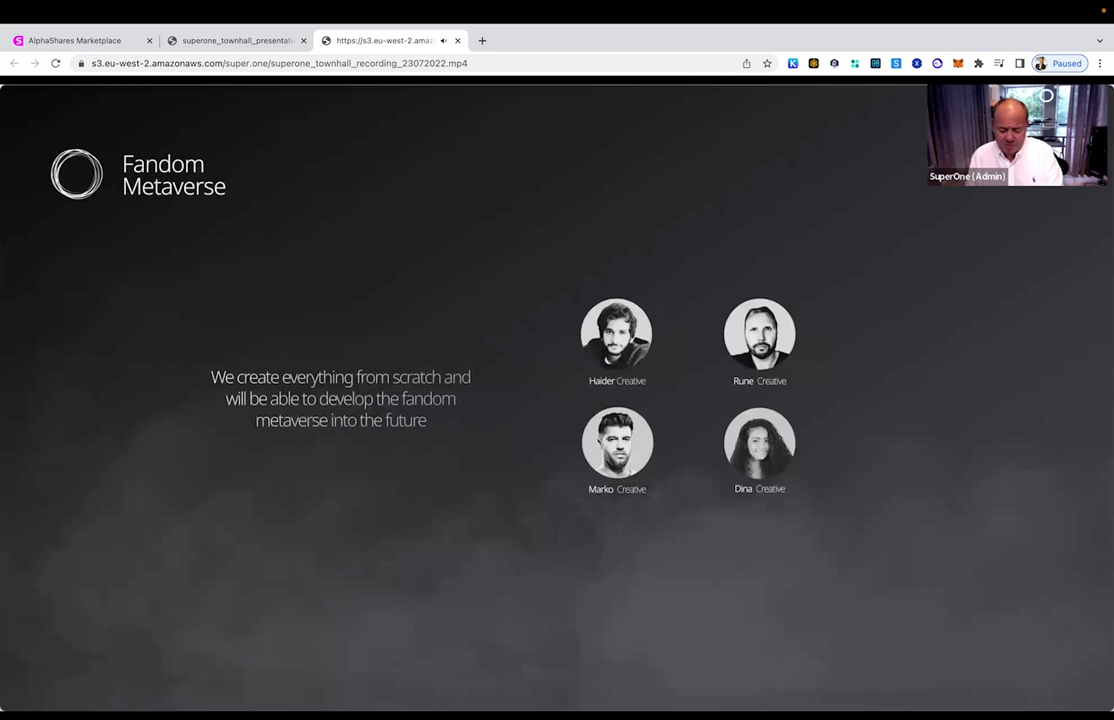 AlphaShares Marketplace
superone_townhall_presentati
https://s3.eu-west-2.amaz
s3.eu-west-2.amazonaws.com/super.one/superone_townhall_recording_23072022.mp4
Paused
Fandom
Metaverse
SuperOne (Admin)
We create everything from scratch and
will be able to develop the fandom
metaverse into the future
Haider Creative
Rune Creative
Marko Creative
Dina Creative